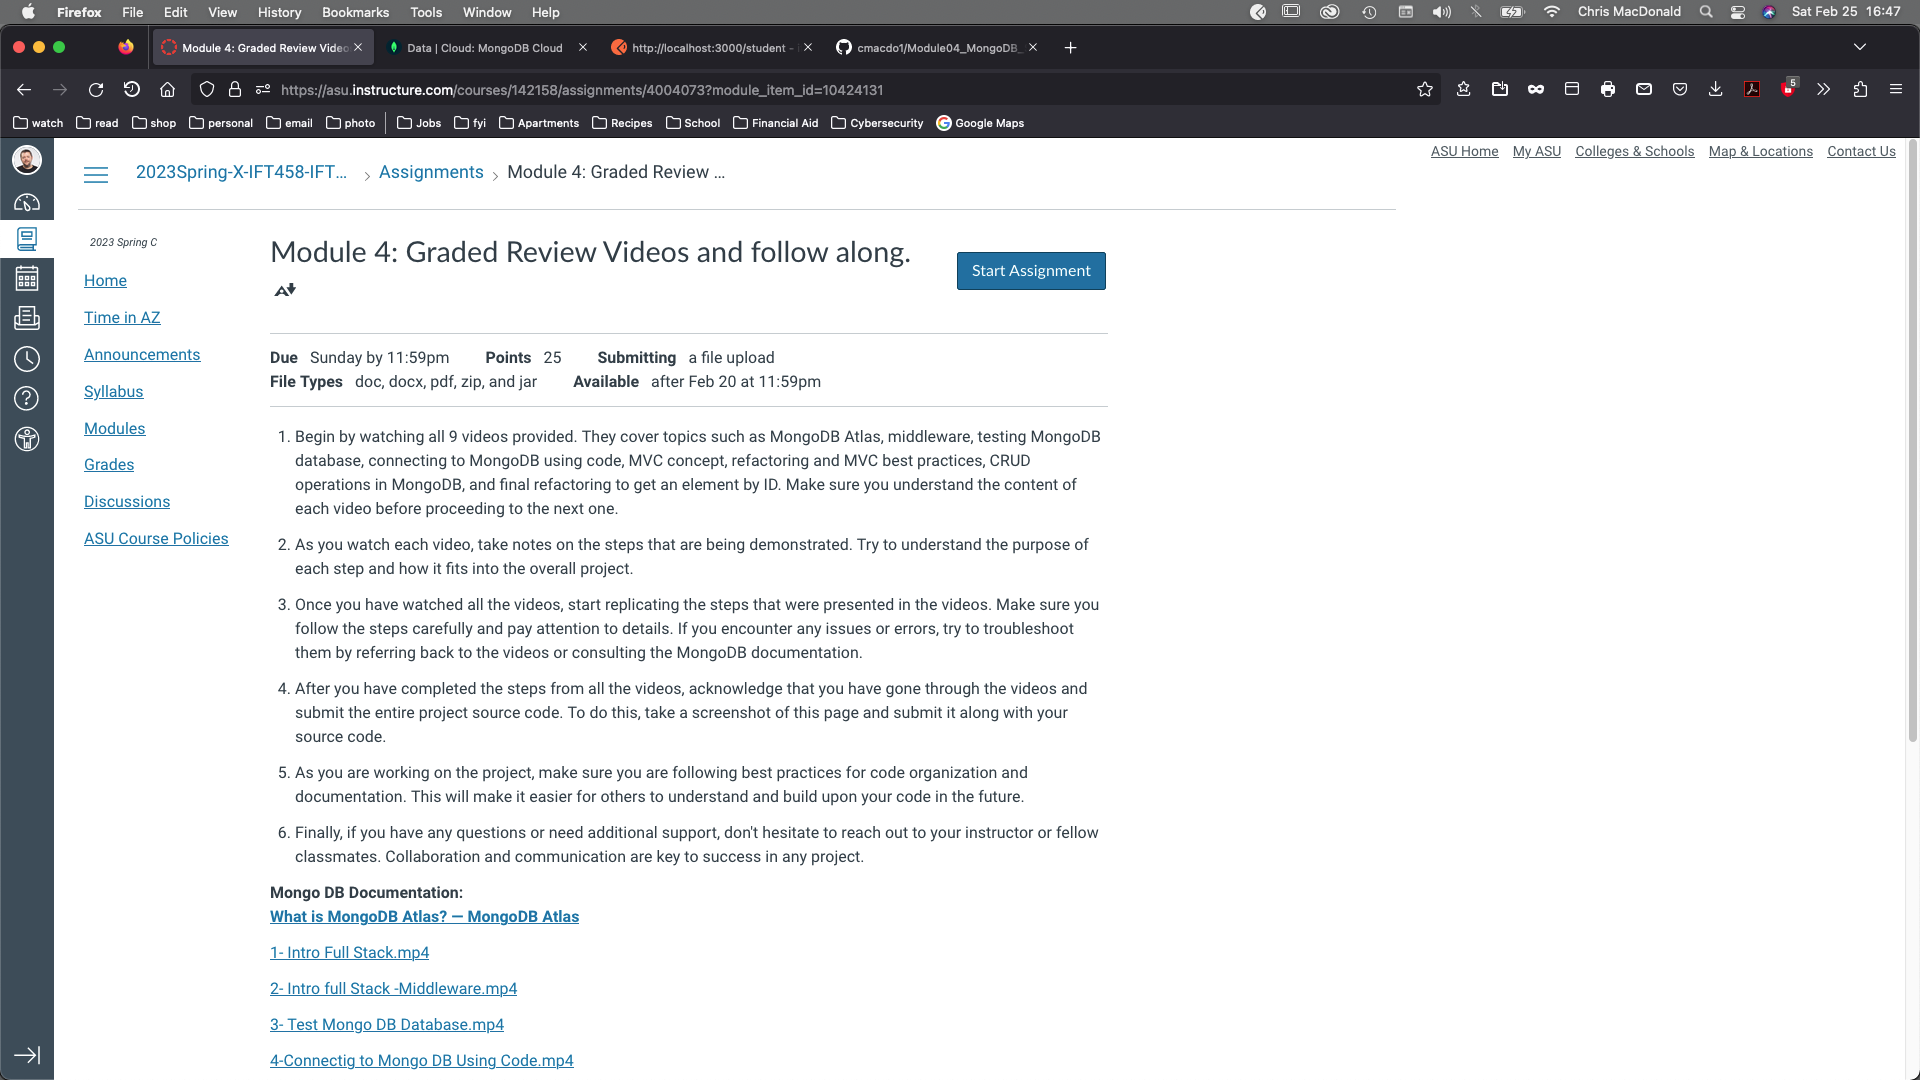 Firefox File Edit View History Bookmarks Tools Window Help Chris MacDonald Sat Feb 25 16:47
Module 4: Graded Review Video Data | Cloud: MongoDB Cloud http://localhost:3000/student - cmacdo1/Module04_MongoDB_
https://asu.instructure.com/courses/142158/assignments/4004073?module_item_id=10424131 5
watch read shop personal email photo Jobs fyi Apartments Recipes School Financial Aid Cybersecurity Google Maps
ASU Home My ASU Colleges & Schools Map & Locations Contact Us
2023Spring-X-IFT458-IFT... › Assignments › Module 4: Graded Review ...
2023 Spring C
Home
Time in AZ
Announcements
Syllabus
Modules
Grades
Discussions
ASU Course Policies
Module 4: Graded Review Videos and follow along.
Start Assignment
Due Sunday by 11:59pm Points 25 Submitting a file upload
File Types doc, docx, pdf, zip, and jar Available after Feb 20 at 11:59pm
1. Begin by watching all 9 videos provided. They cover topics such as MongoDB Atlas, middleware, testing MongoDB
database, connecting to MongoDB using code, MVC concept, refactoring and MVC best practices, CRUD
operations in MongoDB, and final refactoring to get an element by ID. Make sure you understand the content of
each video before proceeding to the next one.
2. As you watch each video, take notes on the steps that are being demonstrated. Try to understand the purpose of
each step and how it fits into the overall project.
3. Once you have watched all the videos, start replicating the steps that were presented in the videos. Make sure you
follow the steps carefully and pay attention to details. If you encounter any issues or errors, try to troubleshoot
them by referring back to the videos or consulting the MongoDB documentation.
4. After you have completed the steps from all the videos, acknowledge that you have gone through the videos and
submit the entire project source code. To do this, take a screenshot of this page and submit it along with your
source code.
5. As you are working on the project, make sure you are following best practices for code organization and
documentation. This will make it easier for others to understand and build upon your code in the future.
6. Finally, if you have any questions or need additional support, don't hesitate to reach out to your instructor or fellow
classmates. Collaboration and communication are key to success in any project.
Mongo DB Documentation:
What is MongoDB Atlas? — MongoDB Atlas
1- Intro Full Stack.mp4
2- Intro full Stack -Middleware.mp4
3- Test Mongo DB Database.mp4
4-Connectig to Mongo DB Using Code.mp4